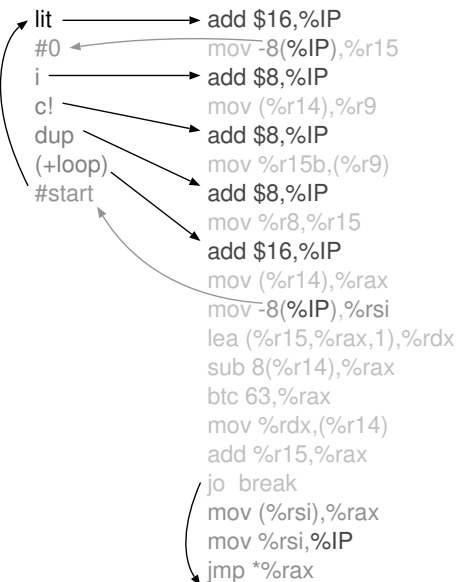 lit
#0
i
c!
dup
(+loop)
#start
add $16,%IP
mov -8(%IP),%r15
add $8,%IP
mov (%r14),%r9
add $8,%IP
mov %r15b,(%r9)
add $8,%IP
mov %r8,%r15
add $16,%IP
mov (%r14),%rax
mov -8(%IP),%rsi
lea (%r15,%rax,1),%rdx
sub 8(%r14),%rax
btc 63,%rax
mov %rdx,(%r14)
add %r15,%rax
jo break
mov (%rsi),%rax
mov %rsi,%IP
jmp *%rax